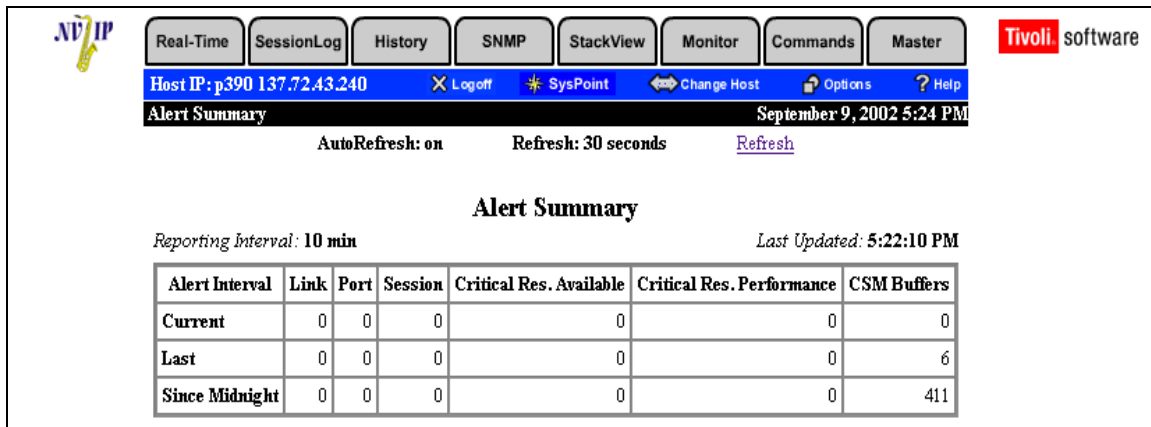 NV IP
Real-Time SessionLog History SNMP StackView Monitor Commands Master
Tivoli. software
Host IP: p390 137.72.43.240 Logoff SysPoint Change Host Options ? Help
Alert Summary September 9, 2002 5:24 PM
AutoRefresh: on Refresh: 30 seconds Refresh
Alert Summary
Reporting Interval: 10 min Last Updated: 5:22:10 PM
Alert Interval Link Port Session Critical Res. Available Critical Res. Performance CSM Buffers
Current 0 0 0 0 0 0
Last 0 0 0 0 0 6
Since Midnight 0 0 0 0 0 411